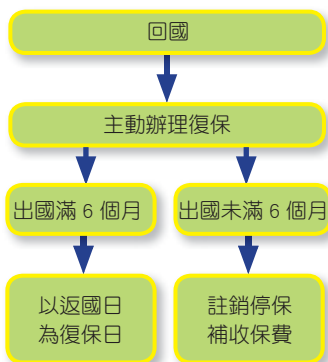 回國
主動辦理復保
出國滿 6 個月
出國未滿 6 個月
以返國日
為復保日
註銷停保
補收保費